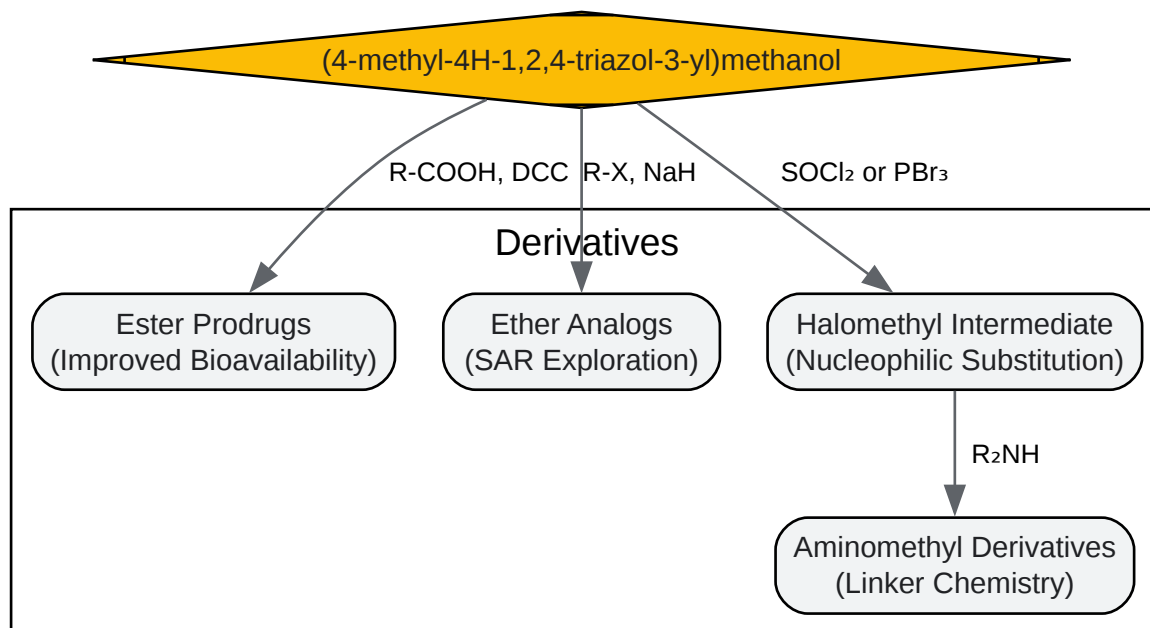 (4-methyl-4H-1,2,4-triazol-3-yl)methanol
R-COOH, DCC
R-X, NaH
SOCl₂ or PBr₃
Derivatives
Ester Prodrugs
(Improved Bioavailability)
Ether Analogs
(SAR Exploration)
Halomethyl Intermediate
(Nucleophilic Substitution)
R₂NH
Aminomethyl Derivatives
(Linker Chemistry)